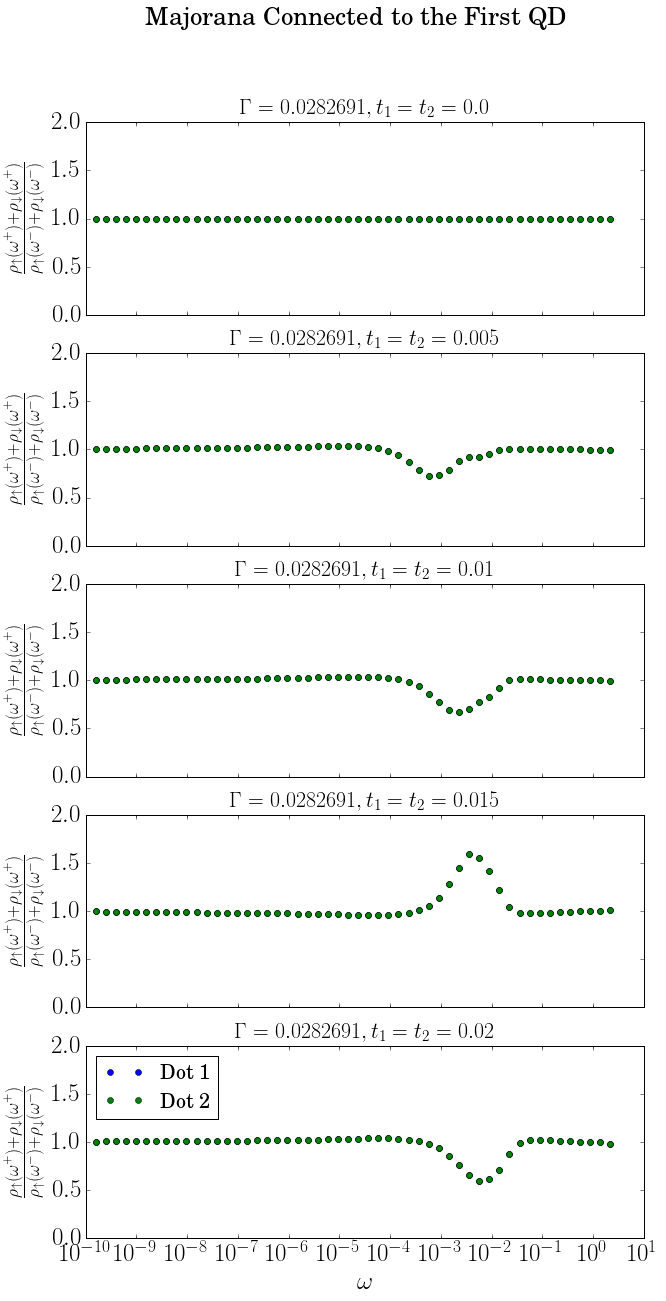 Majorana Connected to the First QD
Γ = 0.0282691, t₁ = t₂ = 0.0
2.0
1.5
1.0
0.5
0.0
ρ↑(ω⁺)+ρ↓(ω⁺)
ρ↑(ω⁻)+ρ↓(ω⁻)
Γ = 0.0282691, t₁ = t₂ = 0.005
2.0
1.5
1.0
0.5
0.0
ρ↑(ω⁺)+ρ↓(ω⁺)
ρ↑(ω⁻)+ρ↓(ω⁻)
Γ = 0.0282691, t₁ = t₂ = 0.01
2.0
1.5
1.0
0.5
0.0
ρ↑(ω⁺)+ρ↓(ω⁺)
ρ↑(ω⁻)+ρ↓(ω⁻)
Γ = 0.0282691, t₁ = t₂ = 0.015
2.0
1.5
1.0
0.5
0.0
ρ↑(ω⁺)+ρ↓(ω⁺)
ρ↑(ω⁻)+ρ↓(ω⁻)
Γ = 0.0282691, t₁ = t₂ = 0.02
2.0
1.5
1.0
0.5
0.0
ρ↑(ω⁺)+ρ↓(ω⁺)
ρ↑(ω⁻)+ρ↓(ω⁻)
Dot 1
Dot 2
10⁻¹⁰ 10⁻⁹ 10⁻⁸ 10⁻⁷ 10⁻⁶ 10⁻⁵ 10⁻⁴ 10⁻³ 10⁻² 10⁻¹ 10⁰ 10¹
ω